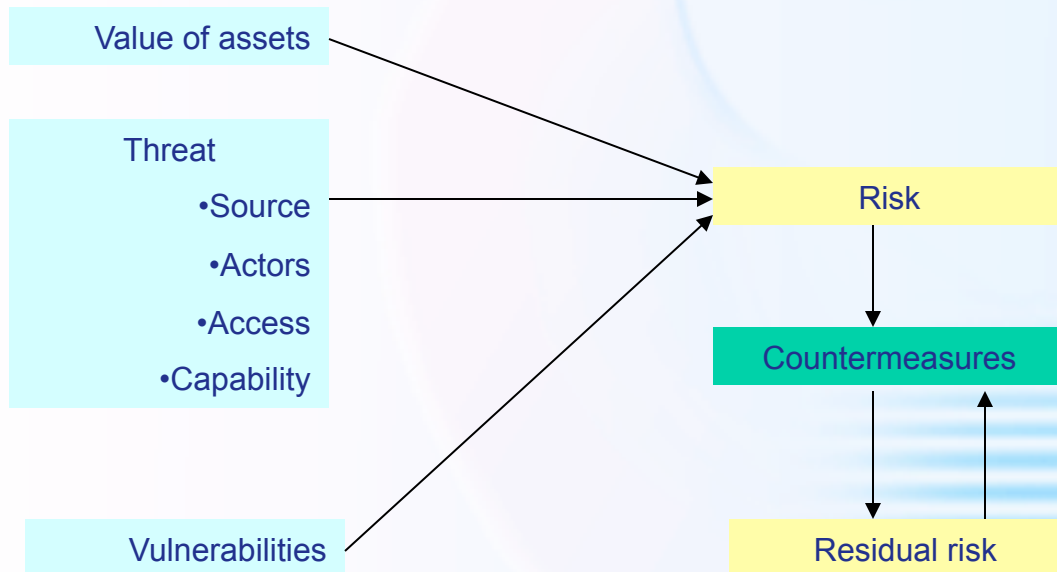 Value of assets
Threat
•Source
•Actors
•Access
•Capability
Vulnerabilities
Risk
Countermeasures
Residual risk